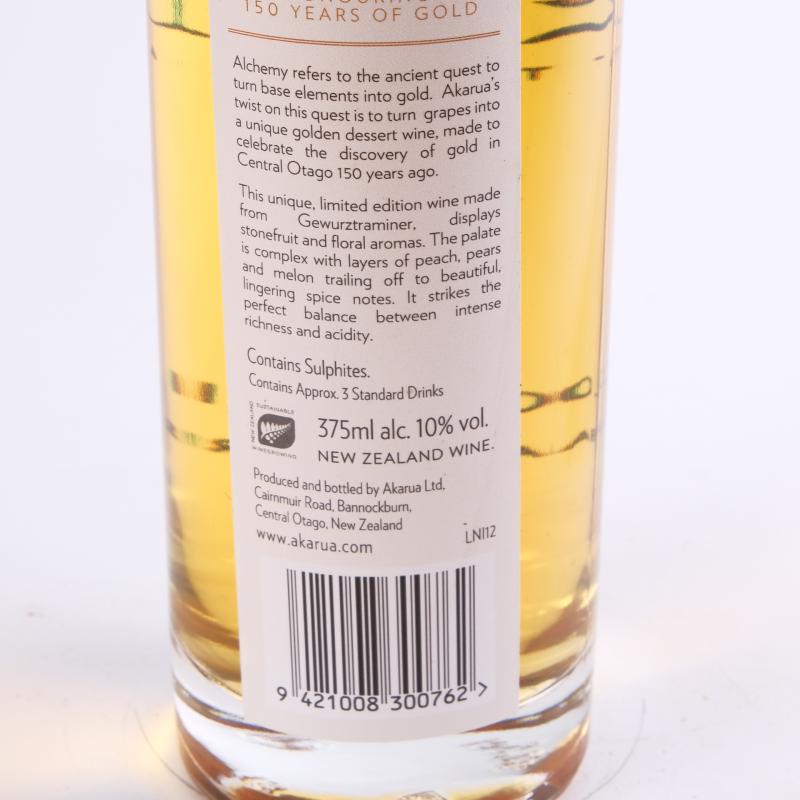 150 YEARS OF GOLD
Alchemy refers to the ancient quest to
turn base elements into gold. Akarua's
twist on this quest is to turn grapes into
a unique golden dessert wine, made to
celebrate the discovery of gold in
Central Otago 150 years ago.
This unique, limited edition wine made
from Gewurztraminer, displays
stonefruit and floral aromas. The palate
is complex with layers of peach, pears
and melon trailing off to beautiful,
lingering spice notes. It strikes the
perfect balance between intense
richness and acidity.
Contains Sulphites.
Contains Approx. 3 Standard Drinks
SUSTAINABLE
NEW ZEALAND
WINEGROWING
375ml alc. 10% vol.
NEW ZEALAND WINE.
Produced and bottled by Akarua Ltd,
Cairnmuir Road, Bannockburn,
Central Otago, New Zealand
www.akarua.com
LN112
9 421008 300762 >